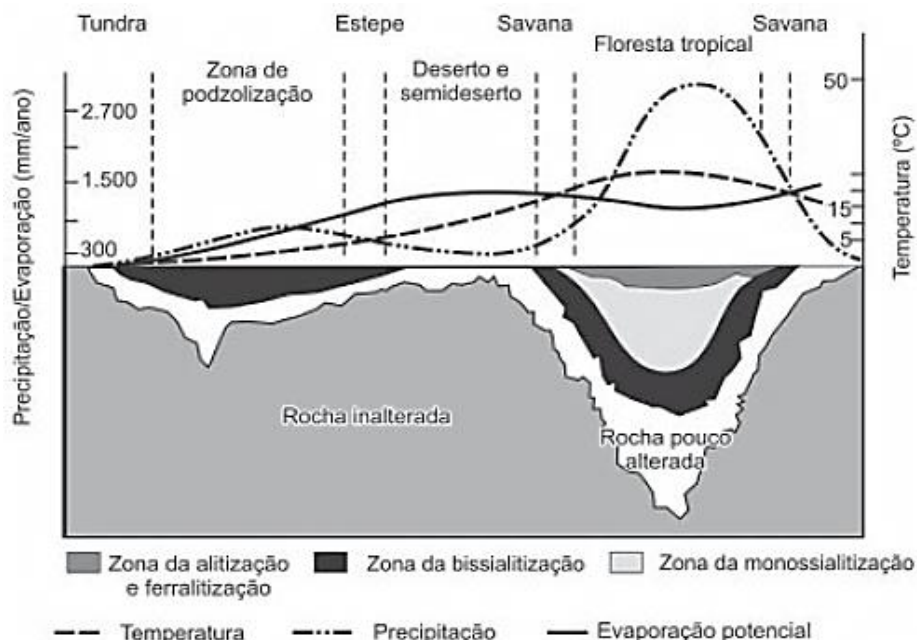 Tundra
Estepe
Savana
Savana
Floresta tropical
Zona de
podzolização
Deserto e
semideserto
Precipitação/Evaporação (mm/ano)
2.700
1.500
300
50
15
5
Temperatura (ºC)
Rocha inalterada
Rocha pouco
alterada
Zona da alitização
e ferralitização
Zona da bissialitização
Zona da monossialitização
Temperatura
Precipitação
Evaporação potencial